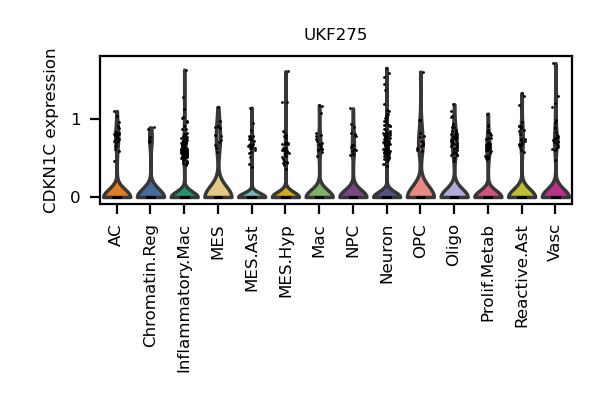 UKF275
CDKN1C expression
1
0
AC
Chromatin.Reg
Inflammatory.Mac
MES
MES.Ast
MES.Hyp
Mac
NPC
Neuron
OPC
Oligo
Prolif.Metab
Reactive.Ast
Vasc